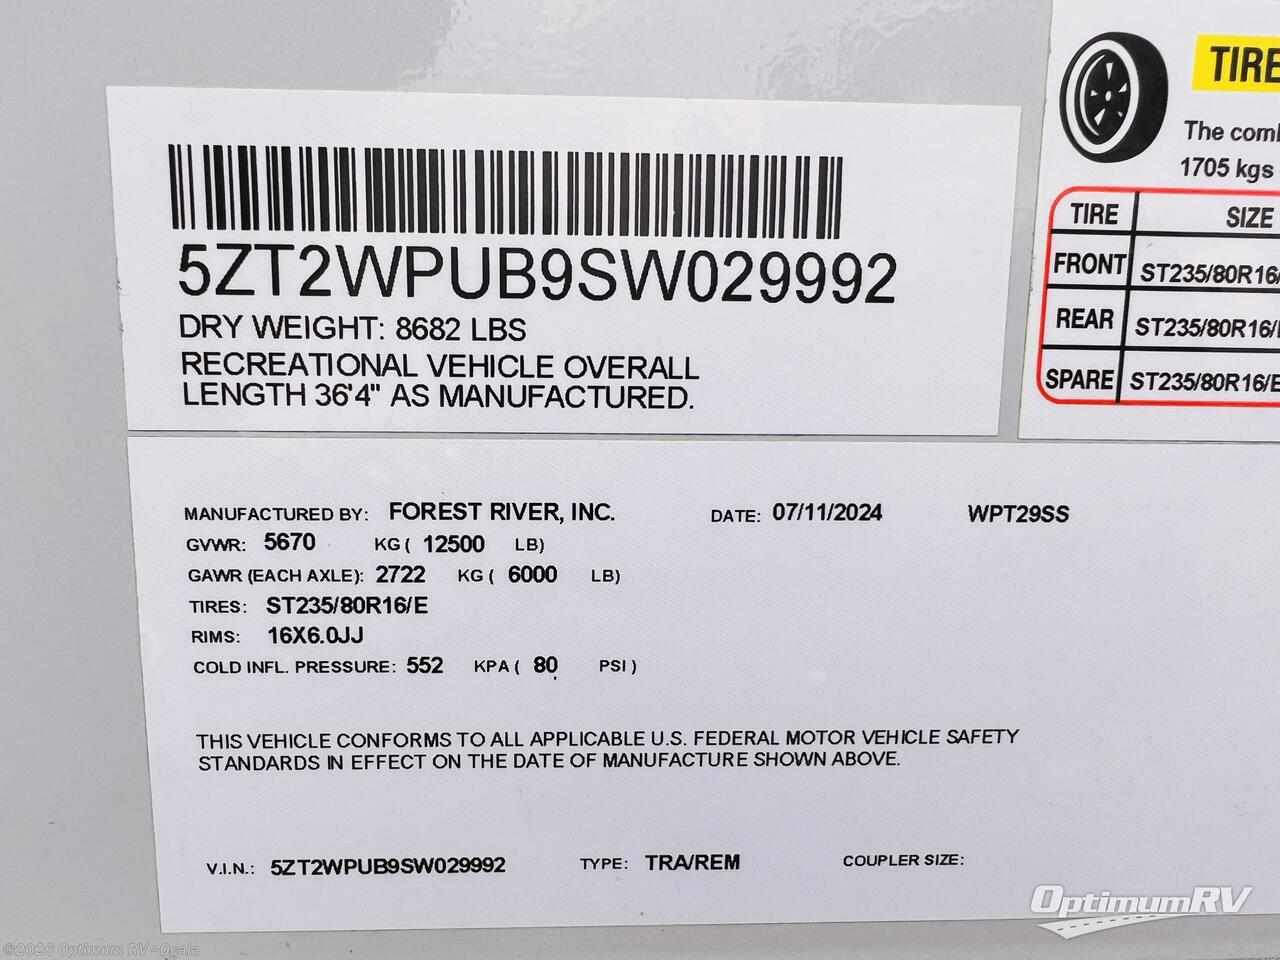 5ZT2WPUB9SW029992
DRY WEIGHT: 8682 LBS
RECREATIONAL VEHICLE OVERALL
LENGTH 36'4" AS MANUFACTURED.
TIRE
The
1705 kgs
TIRE SIZE
FRONT ST235/80R16/
REAR ST235/80R16/
SPARE ST235/80R16/E
MANUFACTURED BY: FOREST RIVER, INC. DATE: 07/11/2024 WPT29SS
GVWR: 5670 KG ( 12500 LB)
GAWR (EACH AXLE): 2722 KG ( 6000 LB)
TIRES: ST235/80R16/E
RIMS: 16X6.0JJ
COLD INFL. PRESSURE: 552 KPA ( 80 PSI )
THIS VEHICLE CONFORMS TO ALL APPLICABLE U.S. FEDERAL MOTOR VEHICLE SAFETY
STANDARDS IN EFFECT ON THE DATE OF MANUFACTURE SHOWN ABOVE.
V.I.N.: 5ZT2WPUB9SW029992 TYPE: TRA/REM COUPLER SIZE:
OptimumRV
©2026 Optimum RV - Ocala